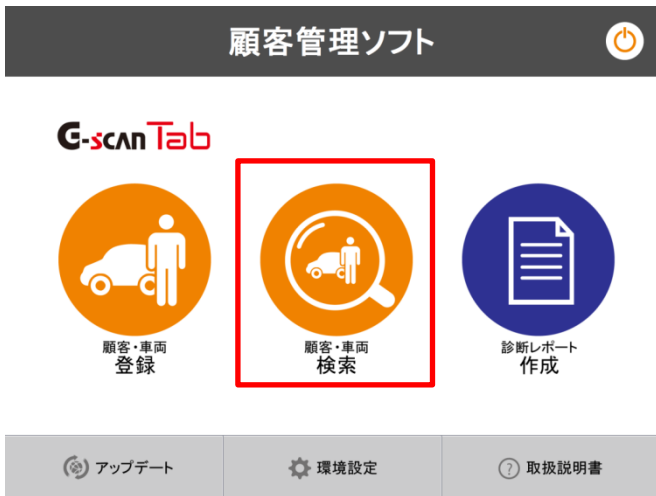 顧客管理ソフト
G-scan Tab
顧客・車両
登録
顧客・車両
検索
診断レポート
作成
アップデート
環境設定
? 取扱説明書